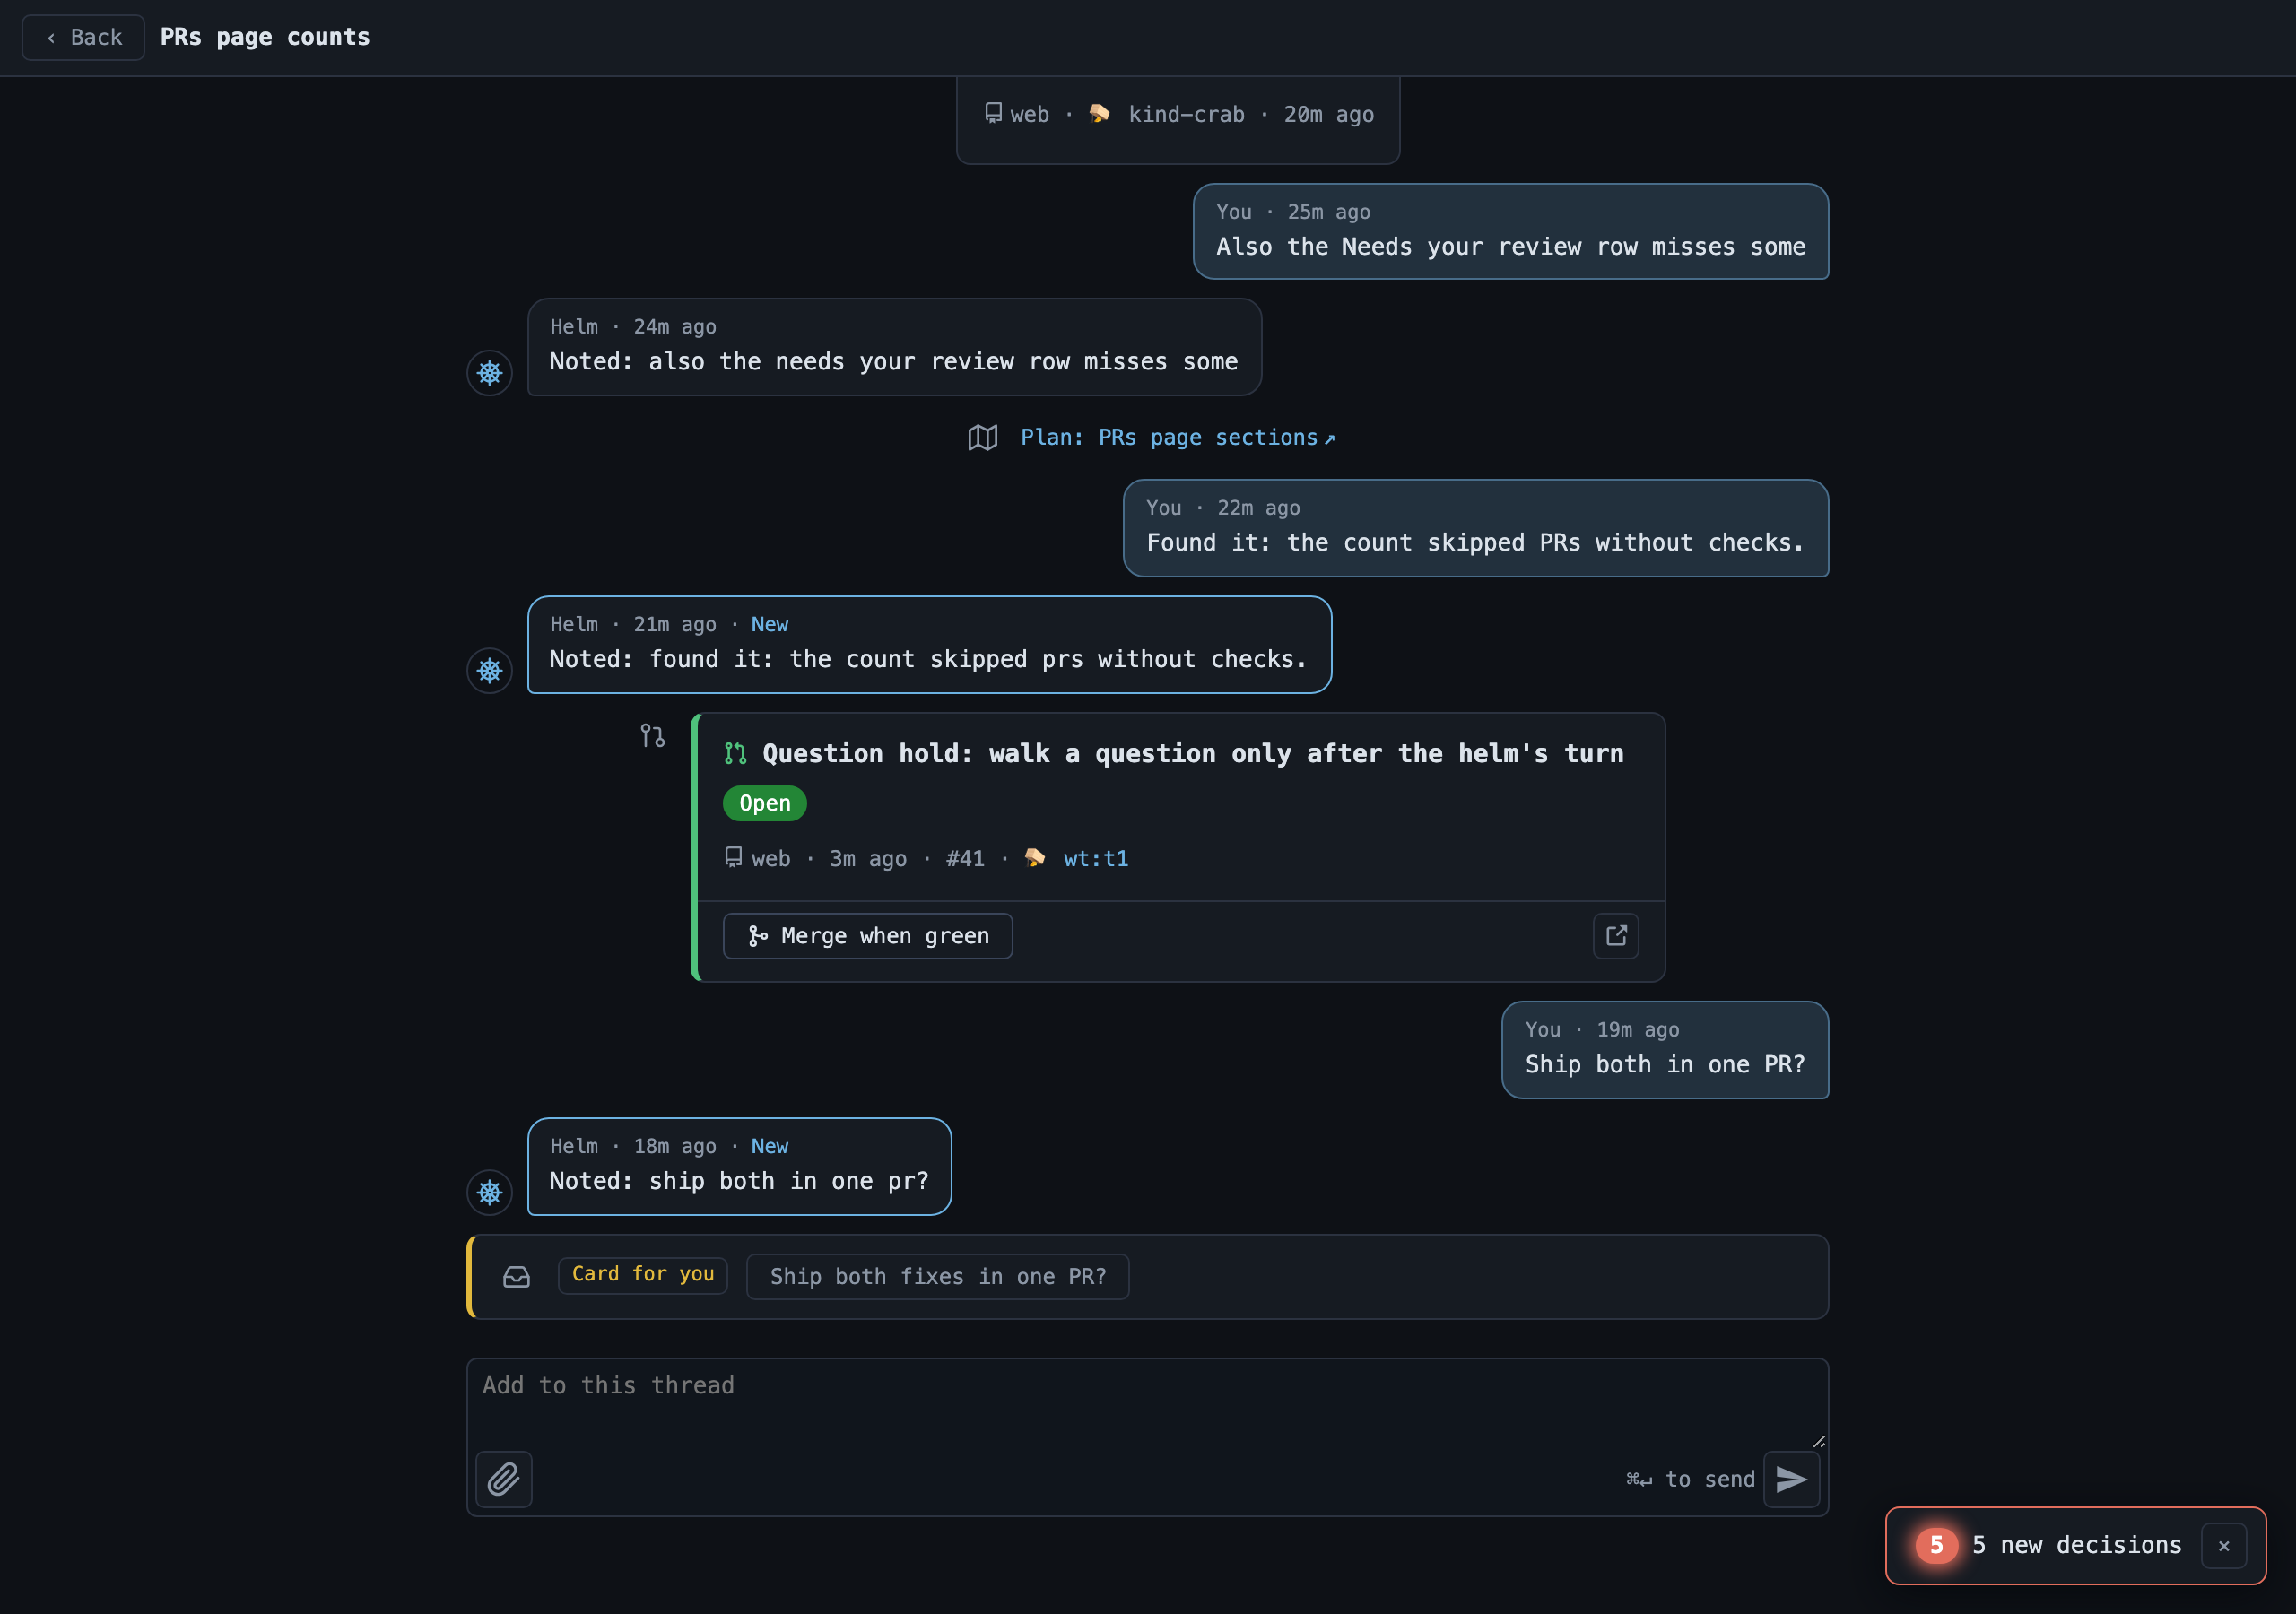 ‹ Back PRs page counts
web · kind-crab · 20m ago
You · 25m ago
Also the Needs your review row misses some
Helm · 24m ago
Noted: also the needs your review row misses some
Plan: PRs page sections↗
You · 22m ago
Found it: the count skipped PRs without checks.
Helm · 21m ago · New
Noted: found it: the count skipped prs without checks.
Question hold: walk a question only after the helm's turn
Open
web · 3m ago · #41 · wt:t1
Merge when green
You · 19m ago
Ship both in one PR?
Helm · 18m ago · New
Noted: ship both in one pr?
Card for you Ship both fixes in one PR?
Add to this thread
⌘↵ to send
5 5 new decisions ×